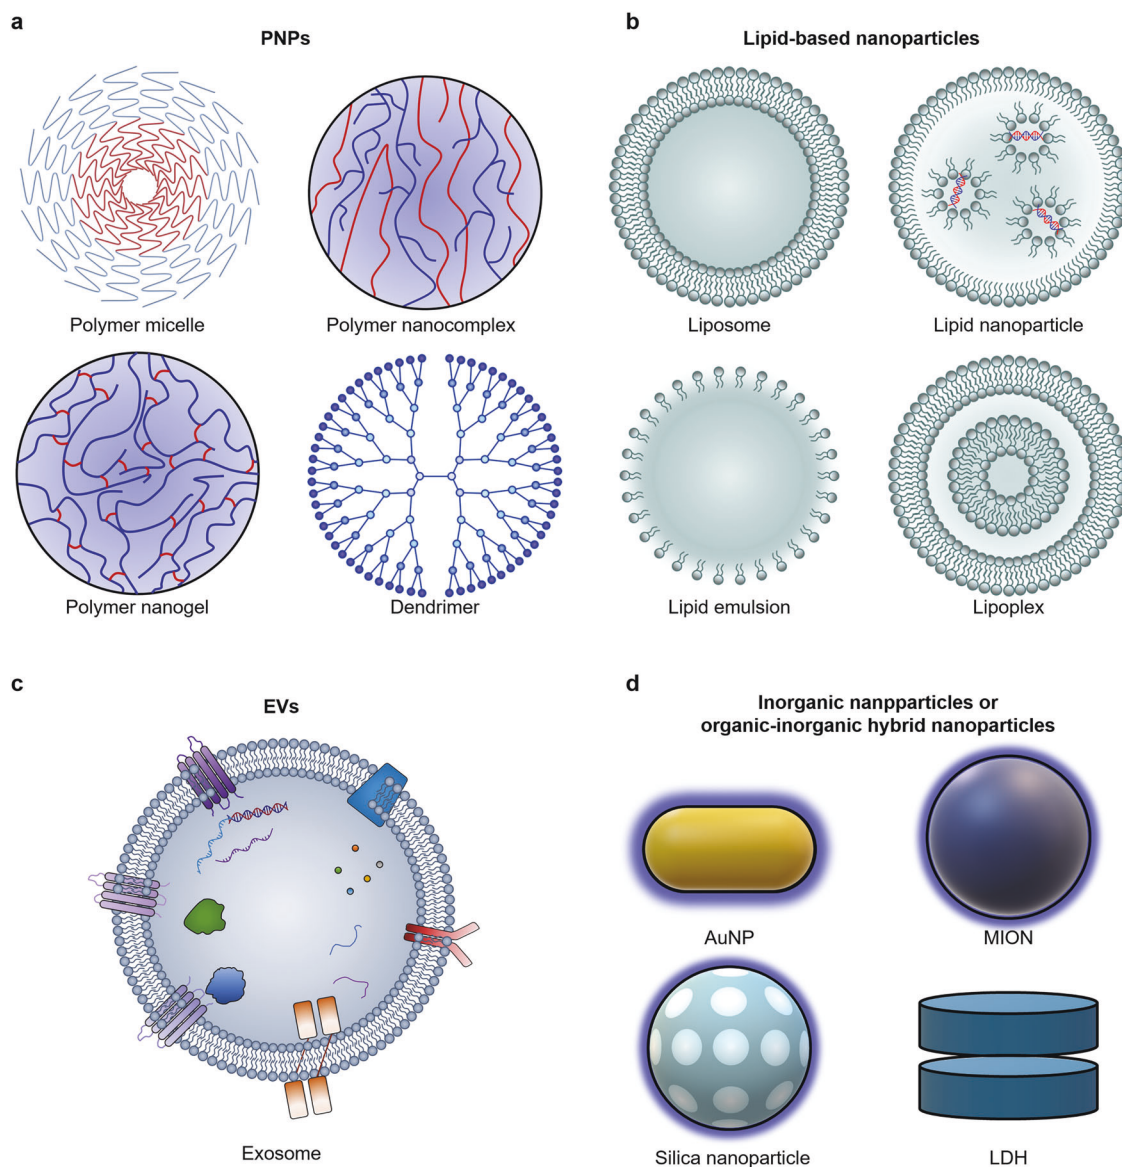 a
PNPs
Polymer micelle
Polymer nanocomplex
Polymer nanogel
Dendrimer
b
Lipid-based nanoparticles
Liposome
Lipid nanoparticle
Lipid emulsion
Lipoplex
c
EVs
Exosome
d
Inorganic nanpparticles or
organic-inorganic hybrid nanoparticles
AuNP
MION
Silica nanoparticle
LDH